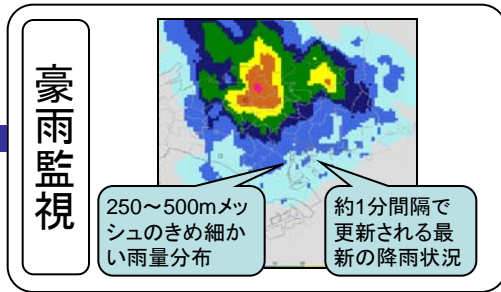 豪雨監視
250～500mメッ
シュのきめ細か
い雨量分布
約1分間隔で
更新される最
新の降雨状況